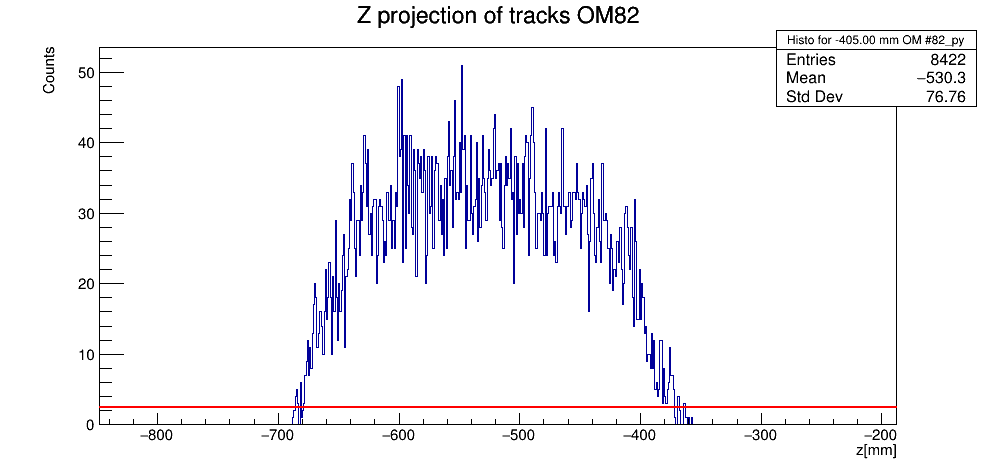 Z projection of tracks OM82
Histo for -405.00 mm OM #82_py
Entries 8422
Mean −530.3
Std Dev 76.76
Counts
50
40
30
20
10
0
−800 −700 −600 −500 −400 −300 −200
z[mm]